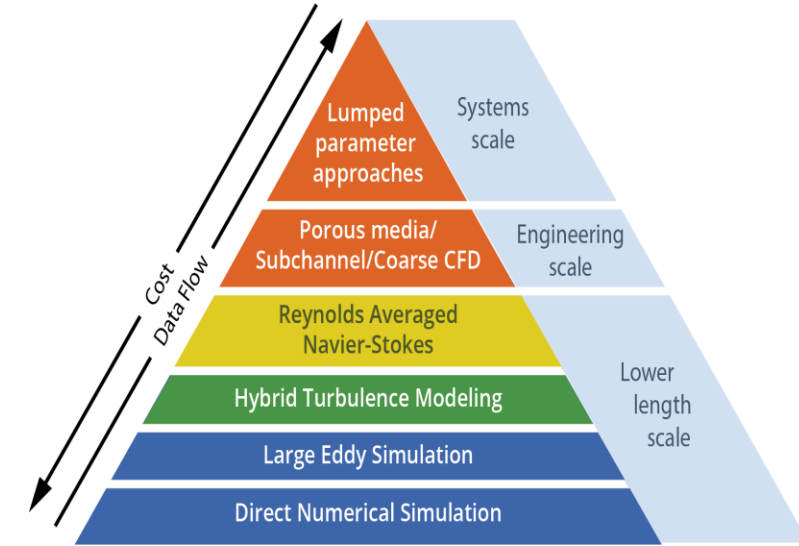 Lumped
parameter
approaches
Systems
scale
Porous media/
Subchannel/Coarse CFD
Engineering
scale
Cost
Data Flow
Reynolds Averaged
Navier-Stokes
Lower
length
scale
Hybrid Turbulence Modeling
Large Eddy Simulation
Direct Numerical Simulation